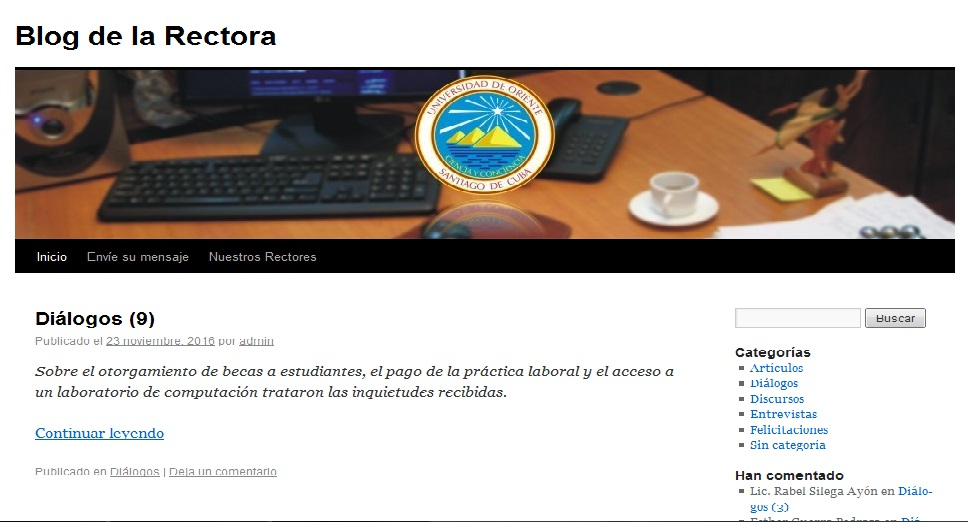 Blog de la Rectora
UNIVERSIDAD DE ORIENTE
CIENCIA Y CONCIENCIA
SANTIAGO DE CUBA
Inicio Envíe su mensaje Nuestros Rectores
Diálogos (9)
Publicado el 23 noviembre, 2016 por admin
Sobre el otorgamiento de becas a estudiantes, el pago de la práctica laboral y el acceso a
un laboratorio de computación trataron las inquietudes recibidas.
Continuar leyendo
Publicado en Diálogos | Deja un comentario
Buscar
Categorías
Artículos
Diálogos
Discursos
Entrevistas
Felicitaciones
Sin categoría
Han comentado
Lic. Rabel Silega Ayón en Diálo-
gos (3)